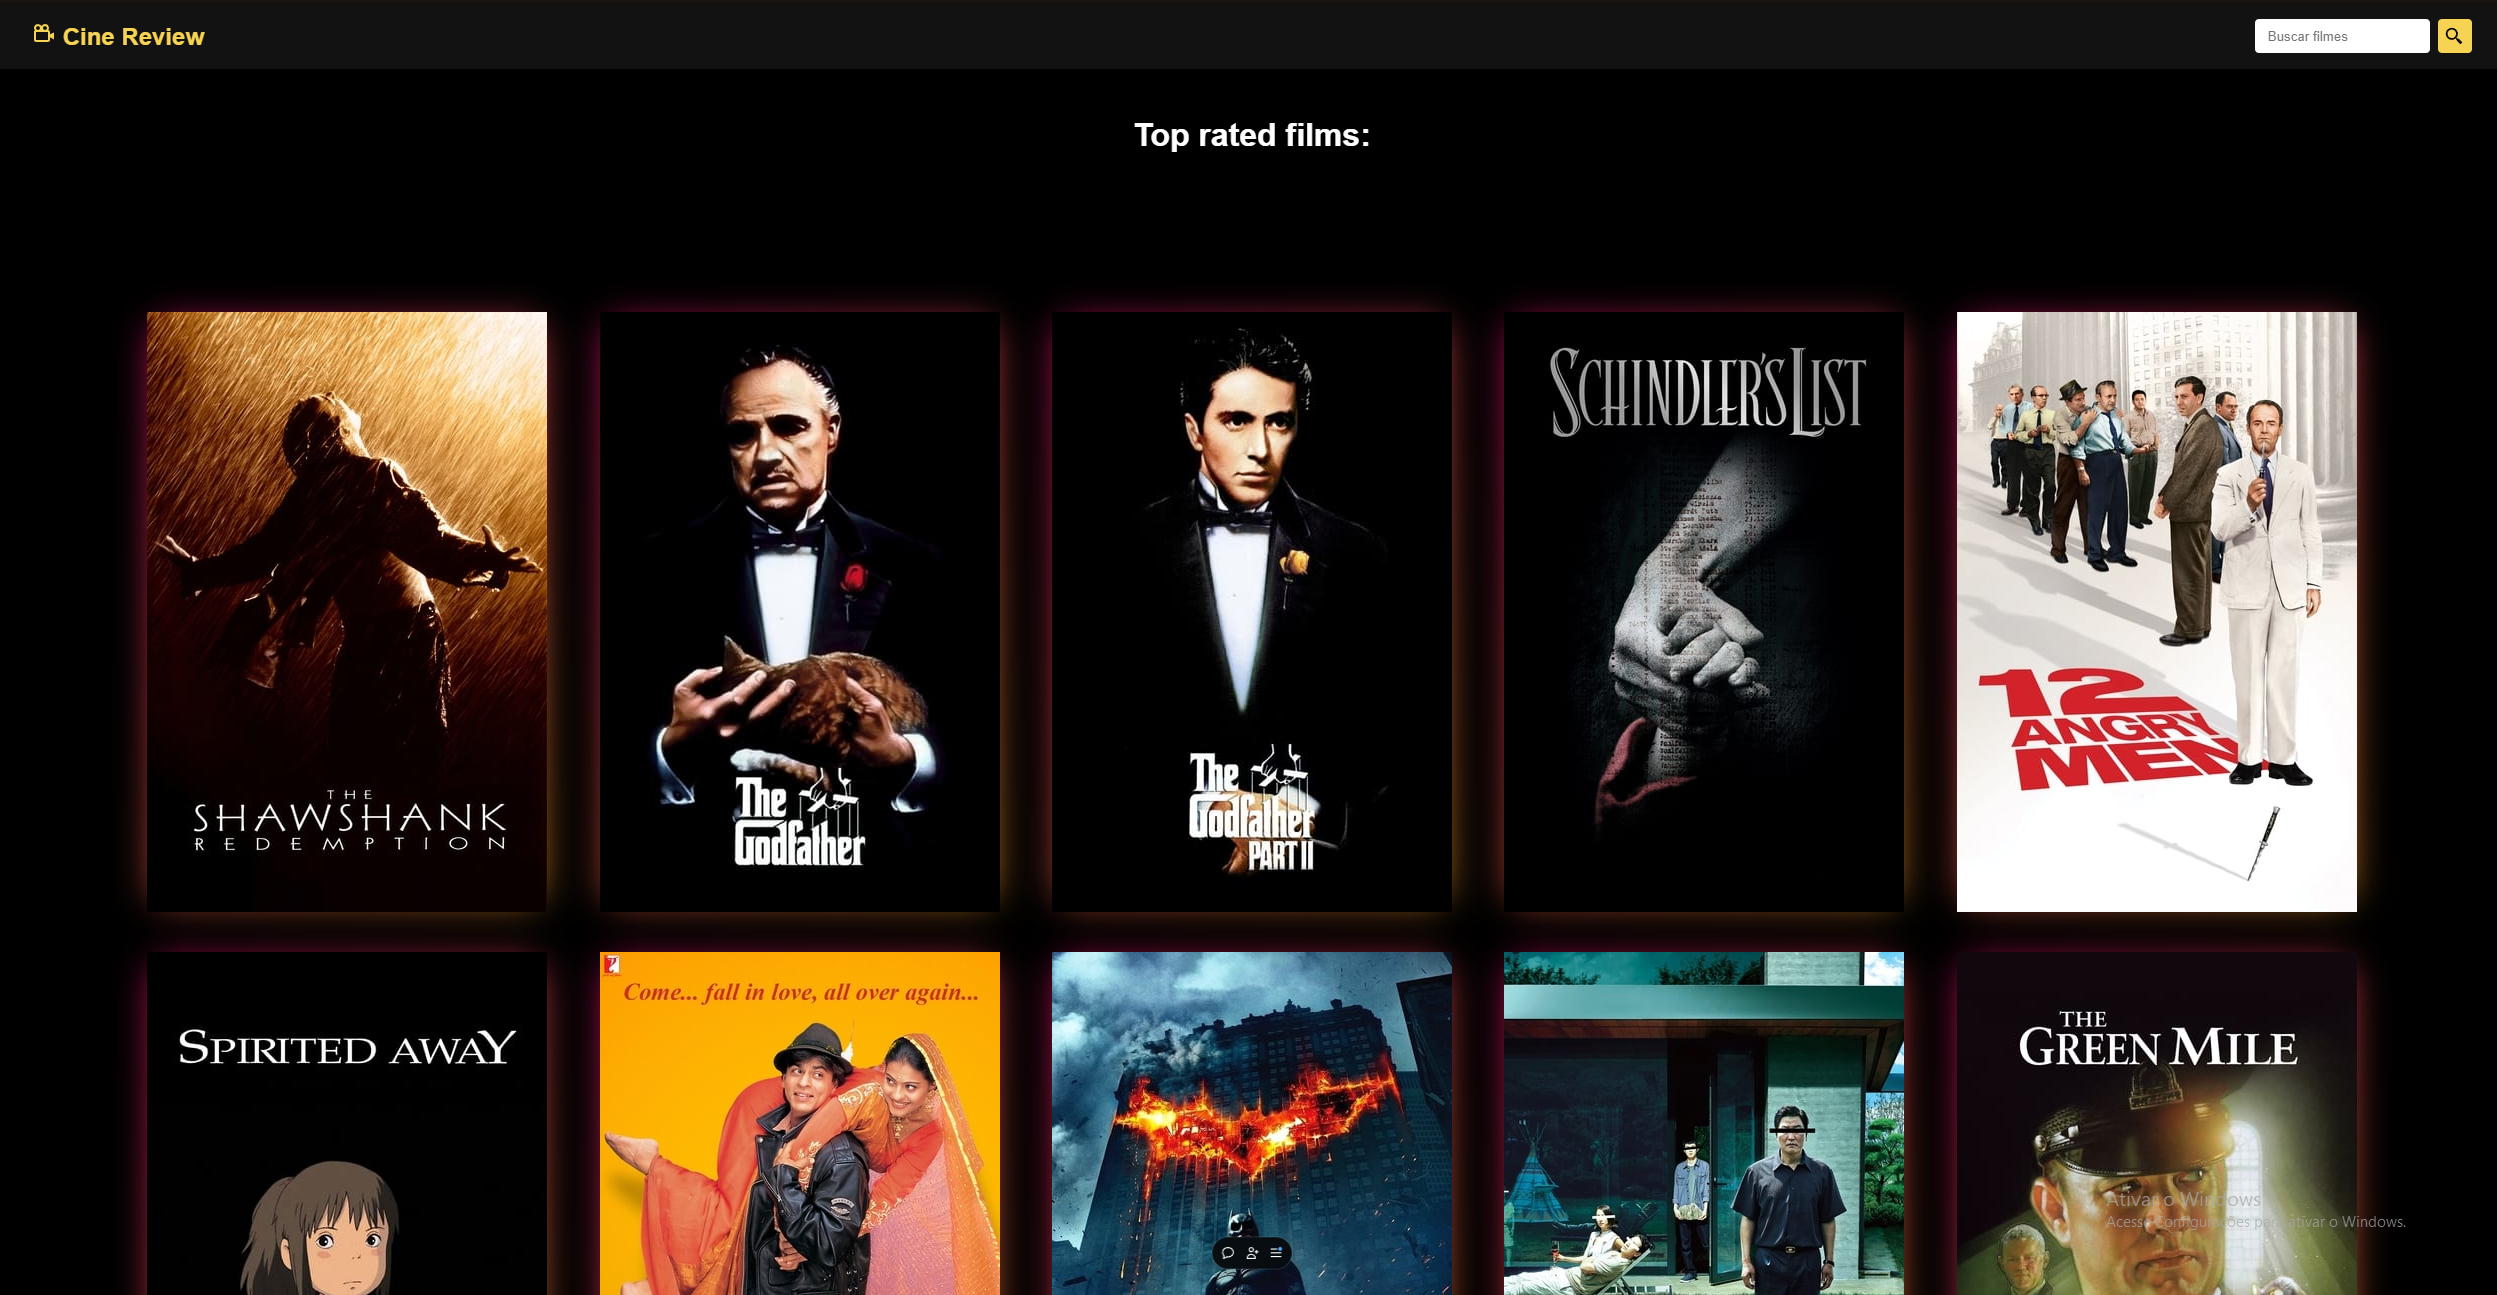 Cine Review
Buscar filmes
Top rated films:
THE
SHAWSHANK
REDEMPTION
The
Godfather
The
Godfather
PART II
SCHINDLER'S LIST
12
ANGRY
MEN
SPIRITED AWAY
Come... fall in love, all over again...
THE
GREEN MILE
Ativar o Windows
Acesse Configurações para ativar o Windows.